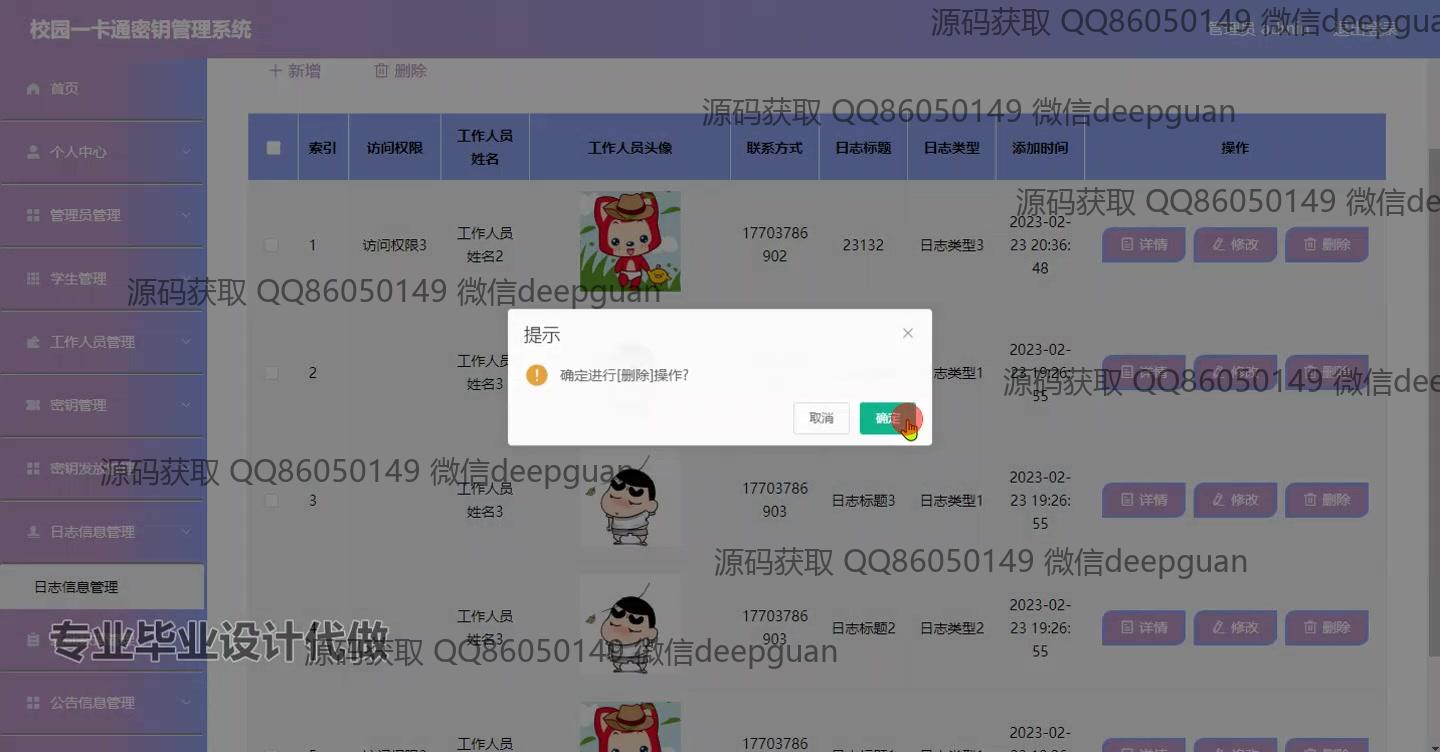 校园一卡通密钥管理系统
源码获取 QQ86050149 微信deepgua
管理员 admin
退出登录
首页
个人中心
管理员管理
学生管理
工作人员管理
密钥管理
密钥发放
日志信息管理
日志信息管理
公告信息管理
专业毕业设计代做
新增
删除
源码获取 QQ86050149 微信deepguan
索引
访问权限
工作人员
姓名
工作人员头像
联系方式
日志标题
日志类型
添加时间
操作
源码获取 QQ86050149 微信de
1
访问权限3
工作人员
姓名2
17703786
902
23132
日志类型3
2023-02-
23 20:36:
48
详情
修改
删除
源码获取 QQ86050149 微信deepguan
提示
确定进行[删除]操作?
取消
确定
2
工作人员
姓名3
志类型1
2023-02-
23 19:26:
55
详情
修改
删除
源码获取 QQ86050149 微信dee
源码获取 QQ86050149 微信deepguan
3
工作人员
姓名3
17703786
903
日志标题3
日志类型1
2023-02-
23 19:26:
55
详情
修改
删除
源码获取 QQ86050149 微信deepguan
工作人员
姓名3
17703786
903
日志标题2
日志类型2
2023-02-
23 19:26:
55
详情
修改
删除
源码获取 QQ86050149 微信deepguan
工作人员
17703786
2023-02-